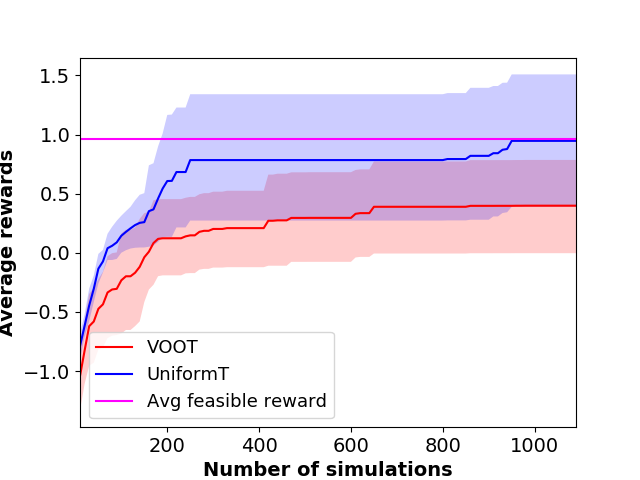 1.5
1.0
0.5
0.0
−0.5
−1.0
Average rewards
VOOT
UniformT
Avg feasible reward
200 400 600 800 1000
Number of simulations